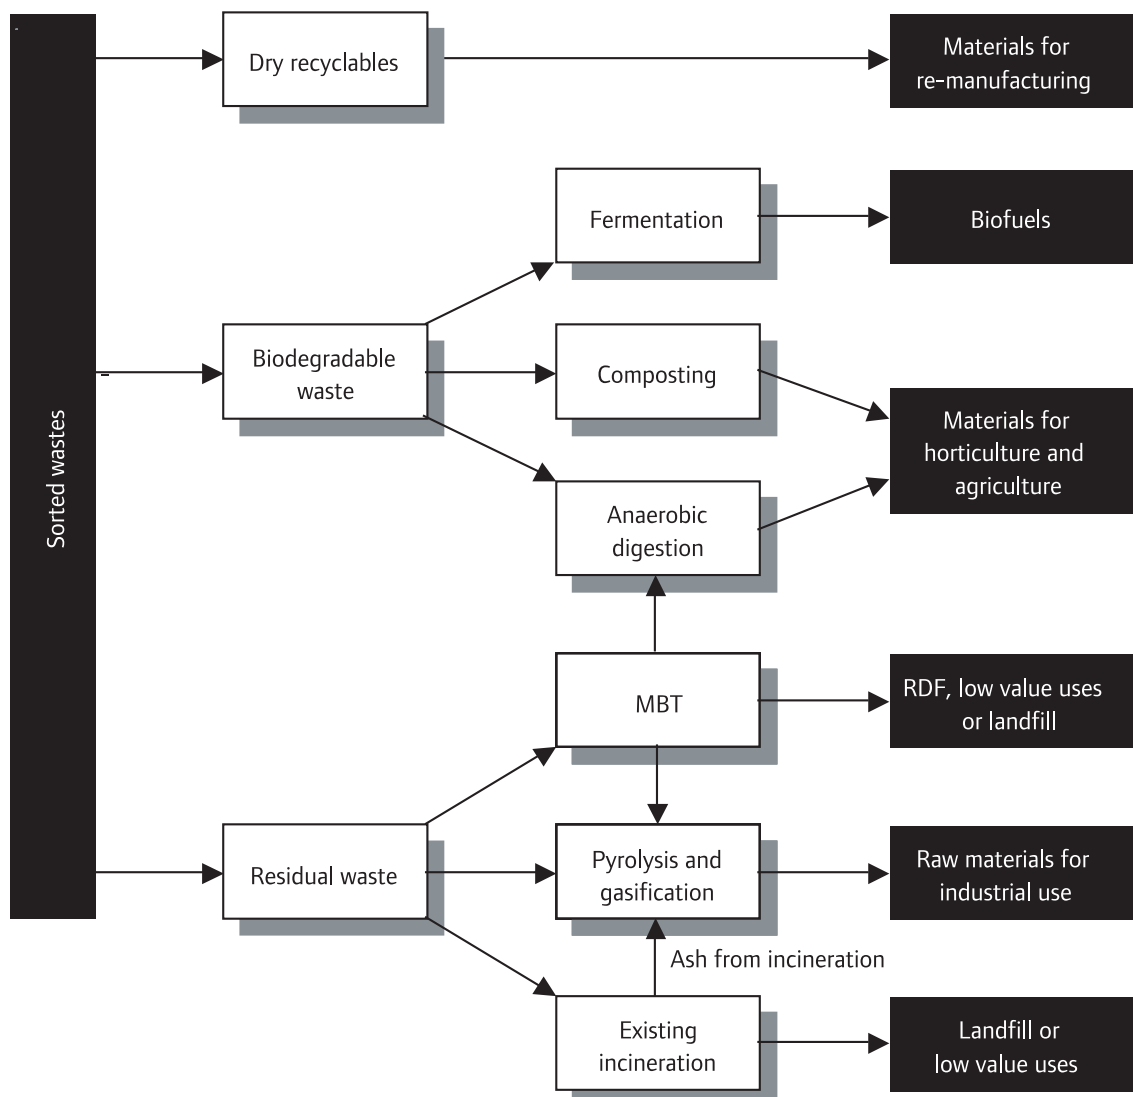 Sorted wastes
Dry recyclables
Materials for
re-manufacturing
Fermentation
Biofuels
Biodegradable
waste
Composting
Materials for
horticulture and
agriculture
Anaerobic
digestion
MBT
RDF, low value uses
or landfill
Residual waste
Pyrolysis and
gasification
Raw materials for
industrial use
Ash from incineration
Existing
incineration
Landfill or
low value uses